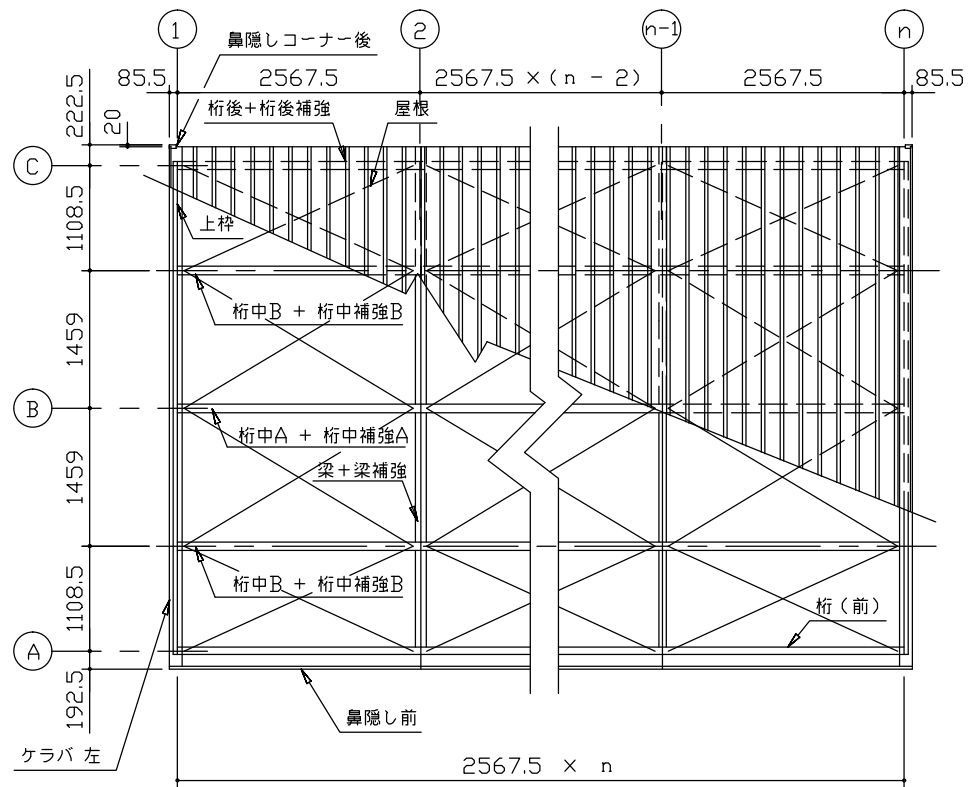 1
2
n-1
n
鼻隠しコーナー後
85.5
2567.5
2567.5 ×(n - 2)
2567.5
85.5
222.5
20
桁後+桁後補強
屋根
C
1108.5
上枠
桁中B + 桁中補強B
1459
B
桁中A + 桁中補強A
1459
梁+梁補強
桁中B + 桁中補強B
1108.5
桁(前)
A
192.5
鼻隠し前
ケラバ 左
2567.5 × n